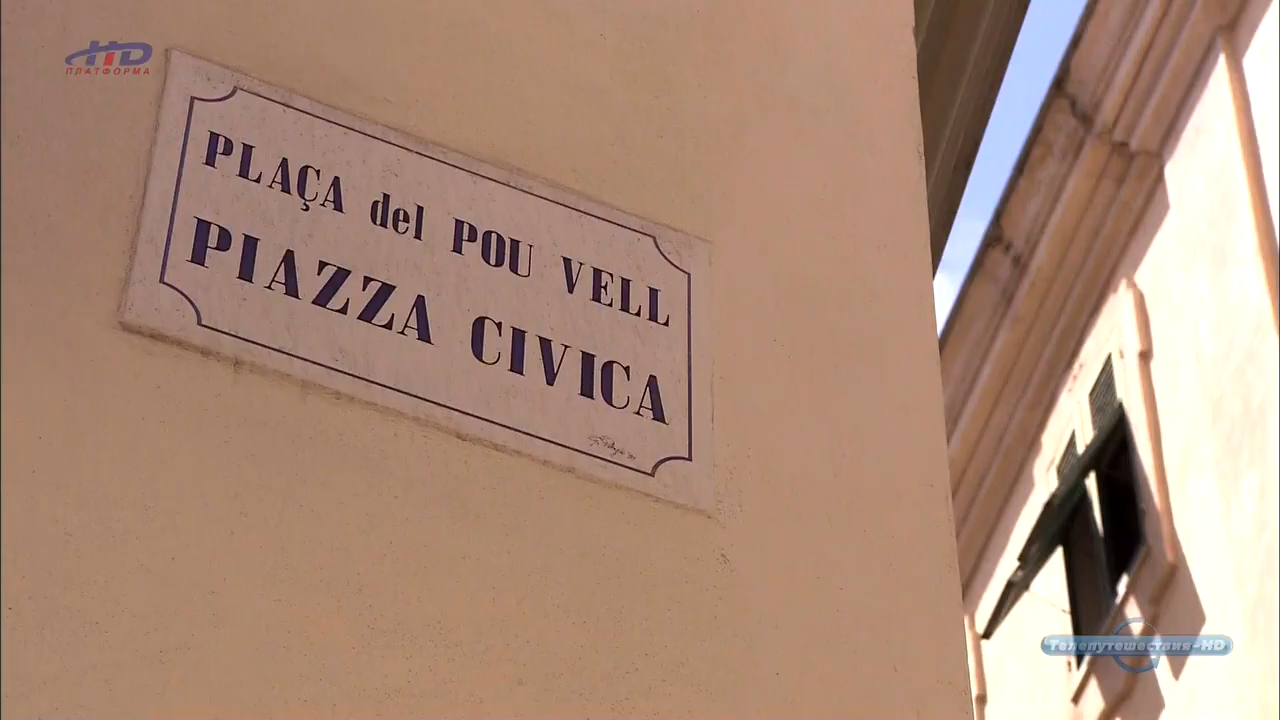 HD
ПЛАТФОРМА
PLAÇA del POU VELL
PIAZZA CIVICA
Телепутешествия-HD